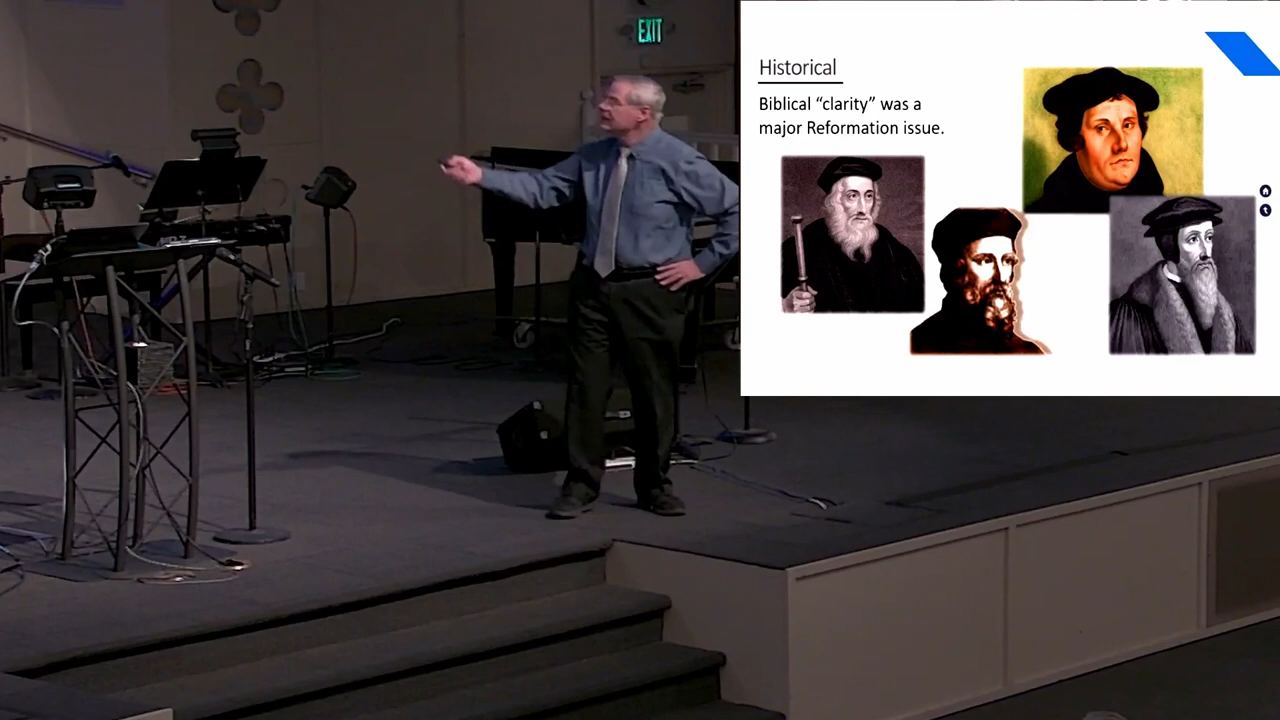 EXIT
Historical
Biblical “clarity” was a
major Reformation issue.